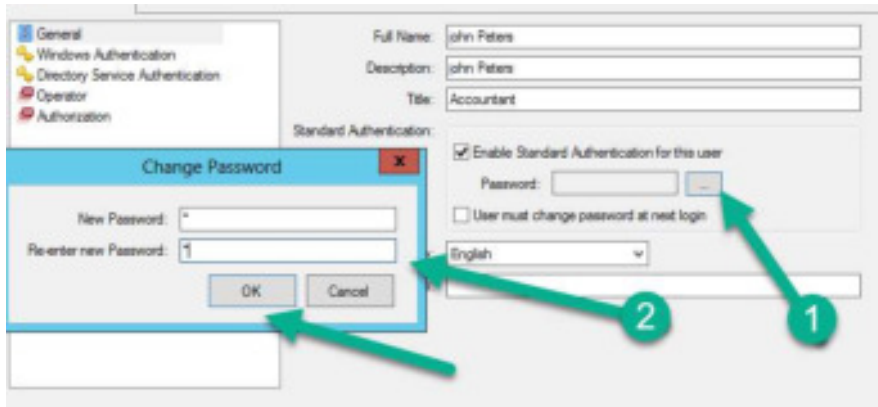 General
Windows Authentication
Directory Service Authentication
Operator
Authorization
Full Name: john Peters
Description: john Peters
Title: Accountant
Standard Authentication:
Enable Standard Authentication for this user
Password: ...
User must change password at next login
English
Change Password x
New Password: *
Re-enter new Password: *
OK Cancel
2
1